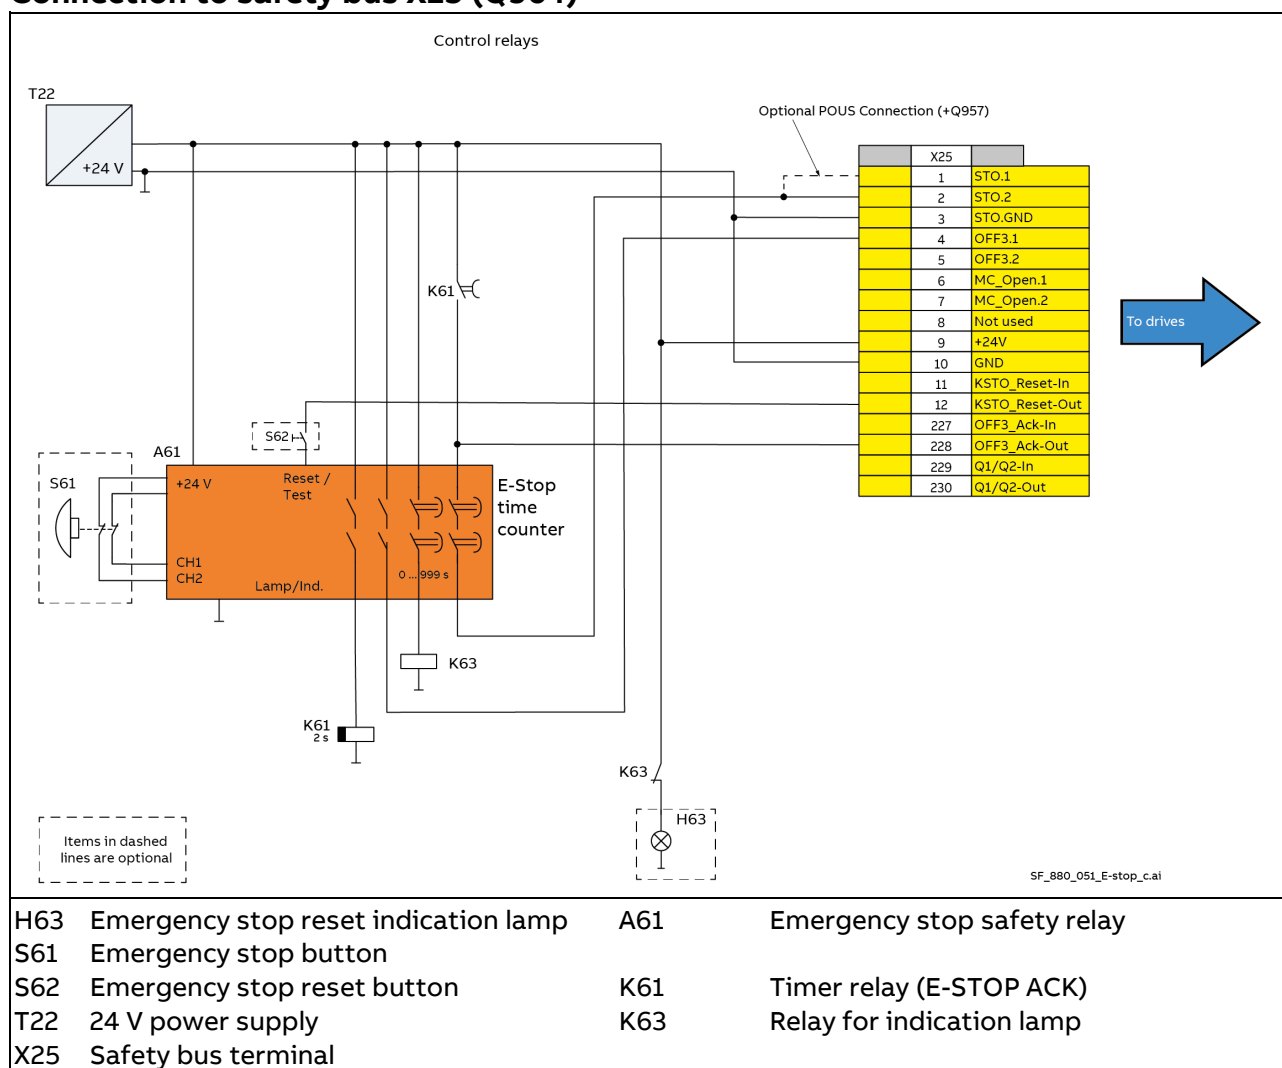 Connection to safety bus X25 (Q964)
Control relays
T22
+24 V
Optional POUS Connection (+Q957)
X25
1 STO.1
2 STO.2
3 STO.GND
4 OFF3.1
5 OFF3.2
6 MC_Open.1
7 MC_Open.2
8 Not used
9 +24V
10 GND
11 KSTO_Reset-In
12 KSTO_Reset-Out
227 OFF3_Ack-In
228 OFF3_Ack-Out
229 Q1/Q2-In
230 Q1/Q2-Out
To drives
K61
S62
A61
S61
+24 V
Reset /
Test
E-Stop
time
counter
CH1
CH2
Lamp/Ind.
0 ... 999 s
K63
K61
2 s
K63
H63
Items in dashed
lines are optional
SF_880_051_E-stop_c.ai
H63 Emergency stop reset indication lamp A61 Emergency stop safety relay
S61 Emergency stop button
S62 Emergency stop reset button K61 Timer relay (E-STOP ACK)
T22 24 V power supply K63 Relay for indication lamp
X25 Safety bus terminal